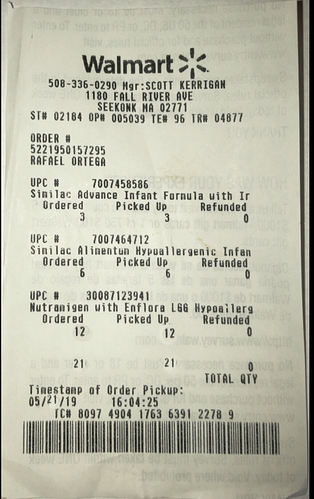 Walmart
508-336-0290 Mgr:SCOTT KERRIGAN
1180 FALL RIVER AVE
SEEKONK MA 02771
ST# 02184 OP# 005039 TE# 96 TR# 04877
ORDER #
5221950157295
RAFAEL ORTEGA
UPC # 7007458586
Similac Advance Infant Formula with Ir
Ordered Picked Up Refunded
3 3 0
UPC # 7007464712
Similac Alimentum Hypoallergenic Infan
Ordered Picked Up Refunded
6 6 0
UPC # 30087123941
Nutramigen with Enflora LGG Hypoallerg
Ordered Picked Up Refunded
12 12 0
21 21 0
TOTAL QTY
Timestamp of Order Pickup:
05/21/19 16:04:25
TC# 8097 4904 1763 6391 2278 9